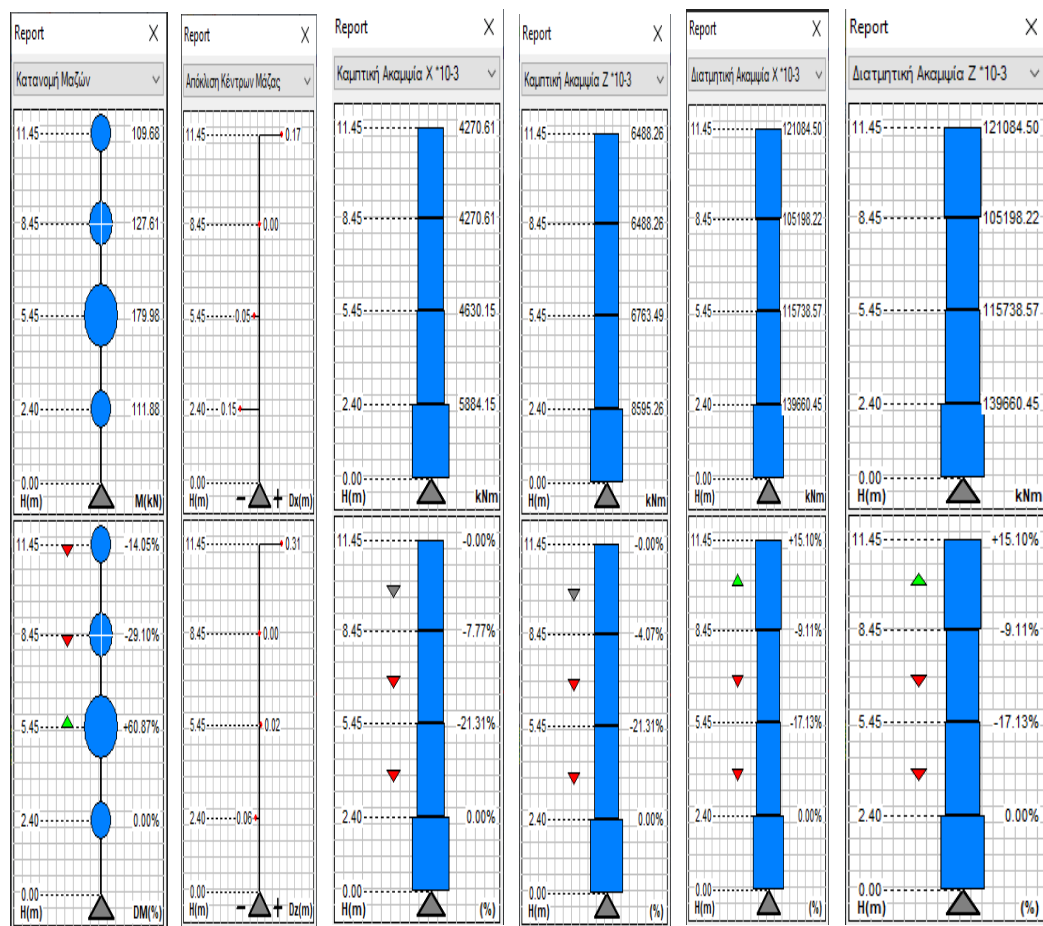 Report X
Κατανομή Μαζών
11.45 109.68
8.45 127.61
5.45 179.98
2.40 111.88
0.00
H(m) M(kN)
11.45 -14.05%
8.45 -29.10%
5.45 +60.87%
2.40 0.00%
0.00
H(m) DM(%)
Report X
Απόκλιση Κέντρων Μάζας
11.45 0.17
8.45 0.00
5.45 0.05
2.40 0.15
0.00
H(m) - + Dx(m)
11.45 0.31
8.45 0.00
5.45 0.02
2.40 0.06
0.00
H(m) - + Dz(m)
Report X
Καμπτική Ακαμψία X *10-3
11.45 4270.61
8.45 4270.61
5.45 4630.15
2.40 5884.15
0.00
H(m) kNm
11.45 -0.00%
8.45 -7.77%
5.45 -21.31%
2.40 0.00%
0.00
H(m) (%)
Report X
Καμπτική Ακαμψία Z *10-3
11.45 6488.26
8.45 6488.26
5.45 6763.49
2.40 8595.26
0.00
H(m) kNm
11.45 -0.00%
8.45 -4.07%
5.45 -21.31%
2.40 0.00%
0.00
H(m) (%)
Report X
Διατμητική Ακαμψία X *10-3
11.45 121084.50
8.45 105198.22
5.45 115738.57
2.40 139660.45
0.00
H(m) kNm
11.45 +15.10%
8.45 -9.11%
5.45 -17.13%
2.40 0.00%
0.00
H(m) (%)
Report X
Διατμητική Ακαμψία Z *10-3
11.45 121084.50
8.45 105198.22
5.45 115738.57
2.40 139660.45
0.00
H(m) kNm
11.45 +15.10%
8.45 -9.11%
5.45 -17.13%
2.40 0.00%
0.00
H(m) (%)